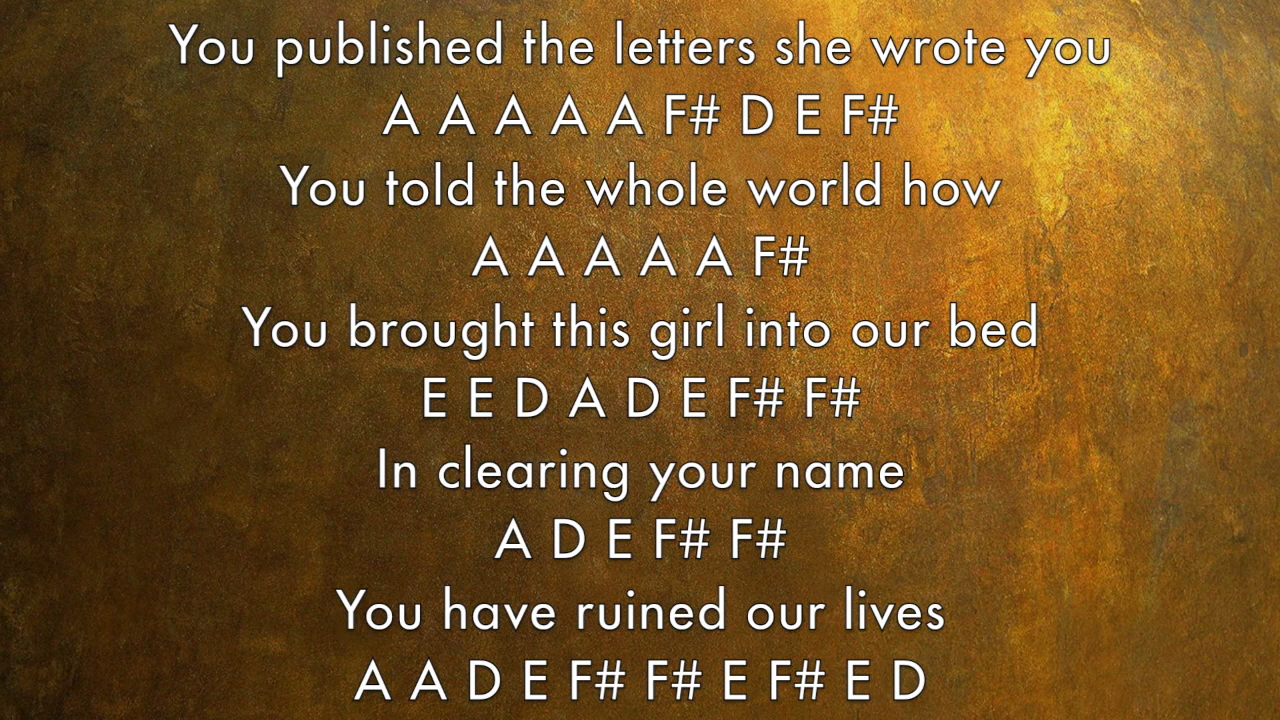 You published the letters she wrote you
A A A A A F# D E F#
You told the whole world how
A A A A A F#
You brought this girl into our bed
E E D A D E F# F#
In clearing your name
A D E F# F#
You have ruined our lives
A A D E F# F# E F# E D